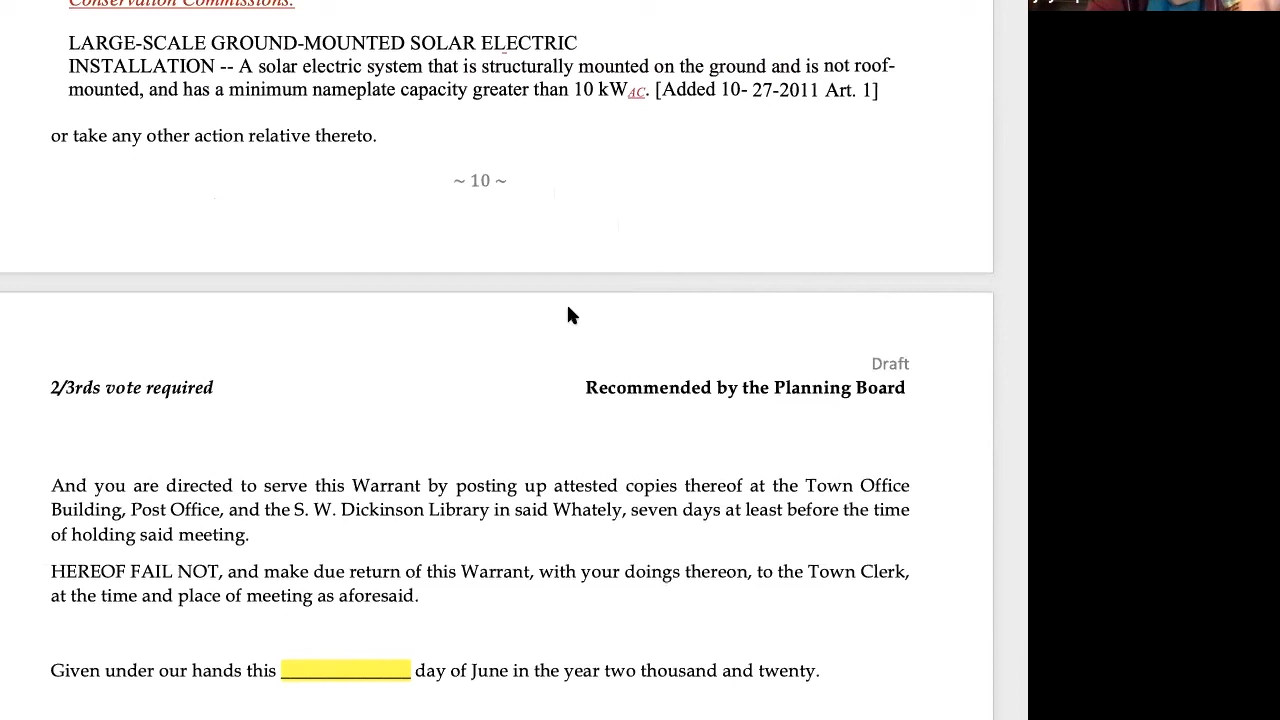 Conservation Commissions.
LARGE-SCALE GROUND-MOUNTED SOLAR ELECTRIC
INSTALLATION -- A solar electric system that is structurally mounted on the ground and is not roof-
mounted, and has a minimum nameplate capacity greater than 10 kWAC. [Added 10- 27-2011 Art. 1]
or take any other action relative thereto.
~ 10 ~
Draft
2/3rds vote required Recommended by the Planning Board
And you are directed to serve this Warrant by posting up attested copies thereof at the Town Office
Building, Post Office, and the S. W. Dickinson Library in said Whately, seven days at least before the time
of holding said meeting.
HEREOF FAIL NOT, and make due return of this Warrant, with your doings thereon, to the Town Clerk,
at the time and place of meeting as aforesaid.
Given under our hands this ______________ day of June in the year two thousand and twenty.